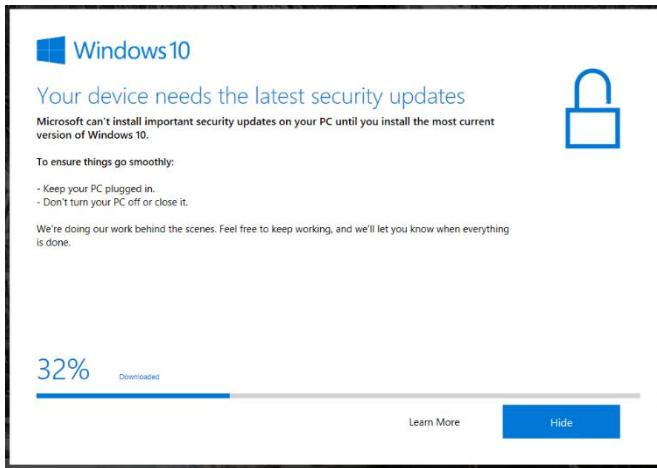 Windows 10
Your device needs the latest security updates
Microsoft can't install important security updates on your PC until you install the most current
version of Windows 10.
To ensure things go smoothly:
- Keep your PC plugged in.
- Don't turn your PC off or close it.
We're doing our work behind the scenes. Feel free to keep working, and we'll let you know when everything
is done.
32% Downloaded
Learn More Hide